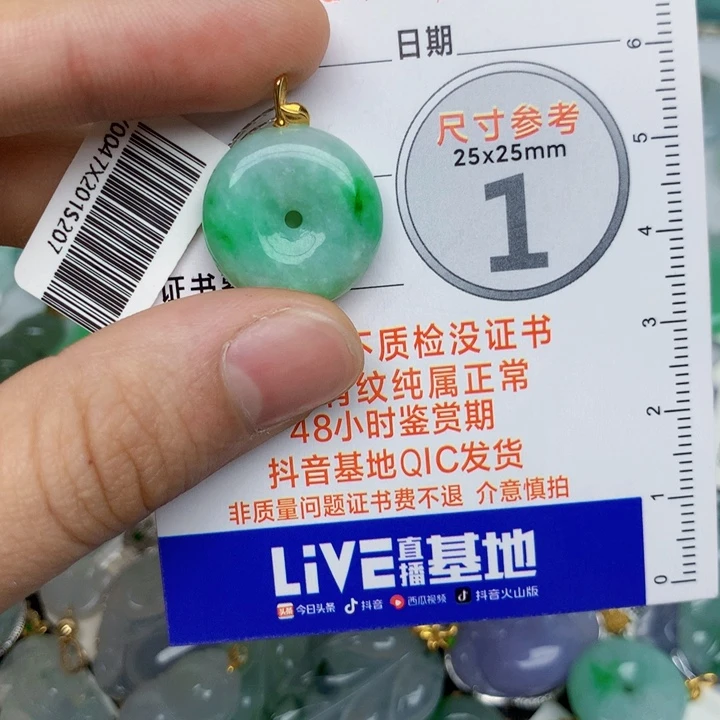 日期
尺寸参考
25x25mm
1
Y0047X201S207
证书
质检没证书
纹纯属正常
48小时鉴赏期
抖音基地QIC发货
非质量问题证书费不退 介意慎拍
LiVE直播基地
今日头条 抖音 西瓜视频 抖音火山版
6
5
4
3
2
1
0